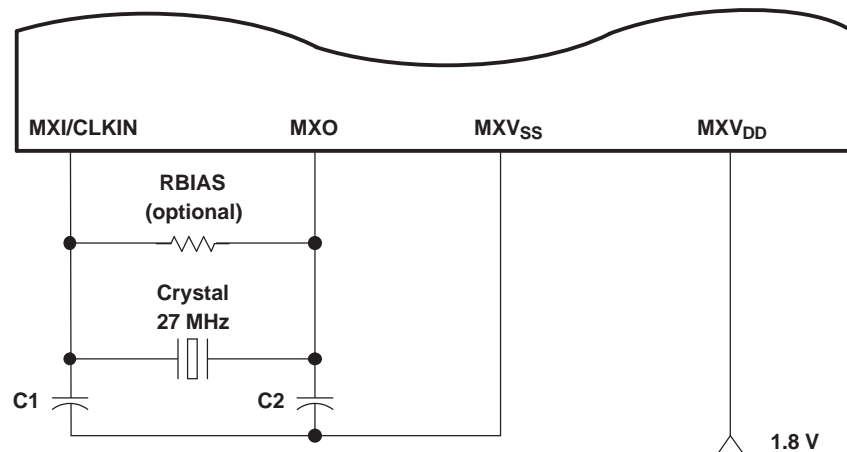 MXI/CLKIN MXO MXVSS MXVDD
RBIAS
(optional)
Crystal
27 MHz
C1 C2
1.8 V